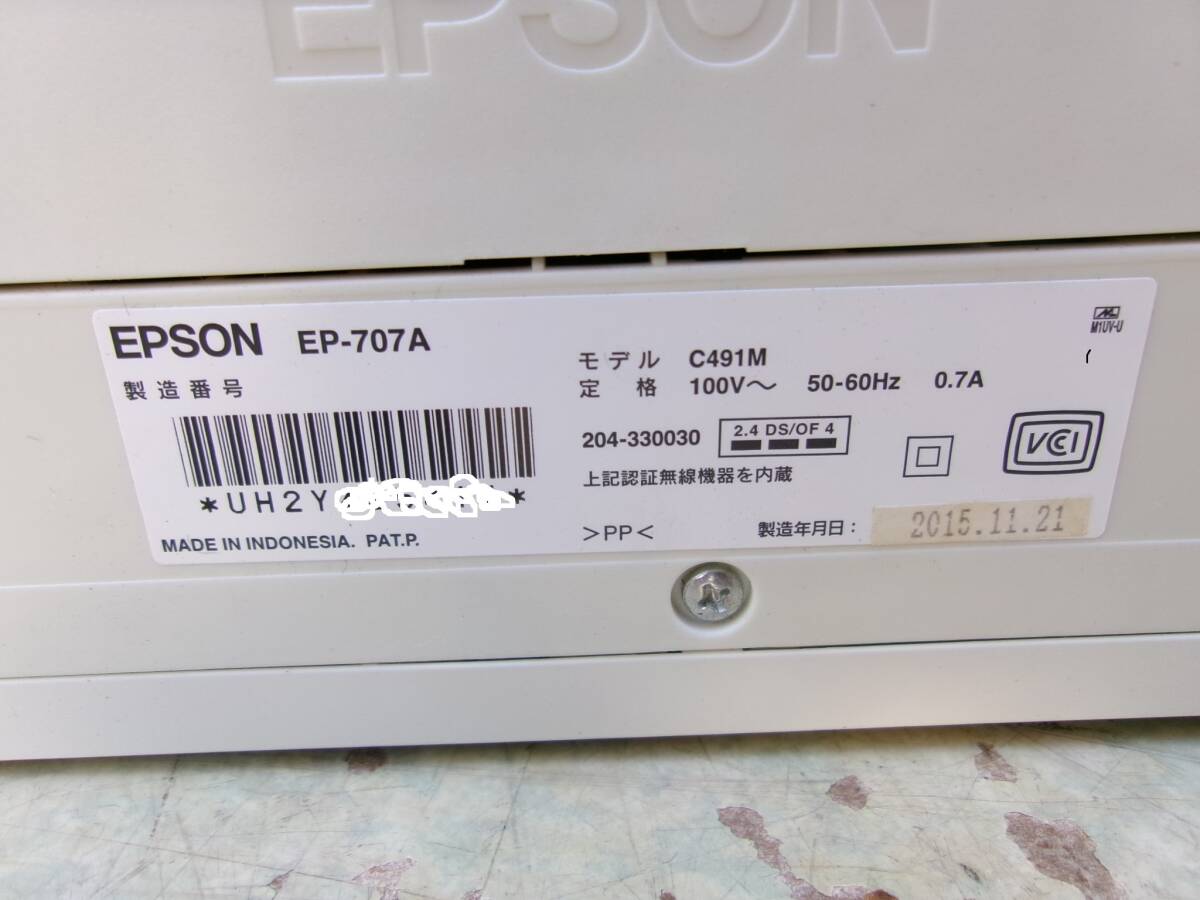 EPSON
EPSON EP-707A
製造番号
*UH2Y
MADE IN INDONESIA. PAT.P.
モデル C491M
定格 100V～ 50-60Hz 0.7A
204-330030 2.4 DS/OF 4
上記認証無線機器を内蔵
>PP<
製造年月日: 2015.11.21
M1UV-U
VCCI